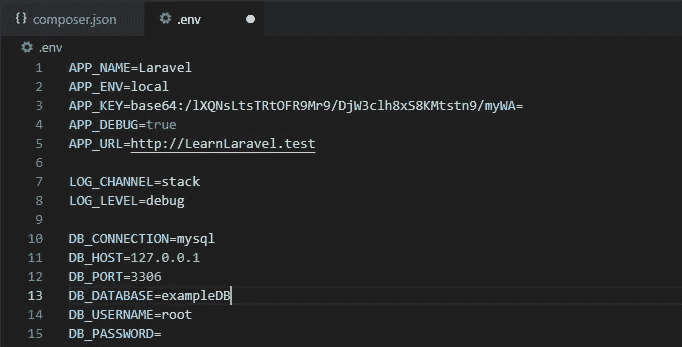 composer.json .env
.env
1 APP_NAME=Laravel
2 APP_ENV=local
3 APP_KEY=base64:/lXQNsLtsTRtOFR9Mr9/DjW3clh8xS8KMtstn9/myWA=
4 APP_DEBUG=true
5 APP_URL=http://LearnLaravel.test
6
7 LOG_CHANNEL=stack
8 LOG_LEVEL=debug
9
10 DB_CONNECTION=mysql
11 DB_HOST=127.0.0.1
12 DB_PORT=3306
13 DB_DATABASE=exampleDB
14 DB_USERNAME=root
15 DB_PASSWORD=